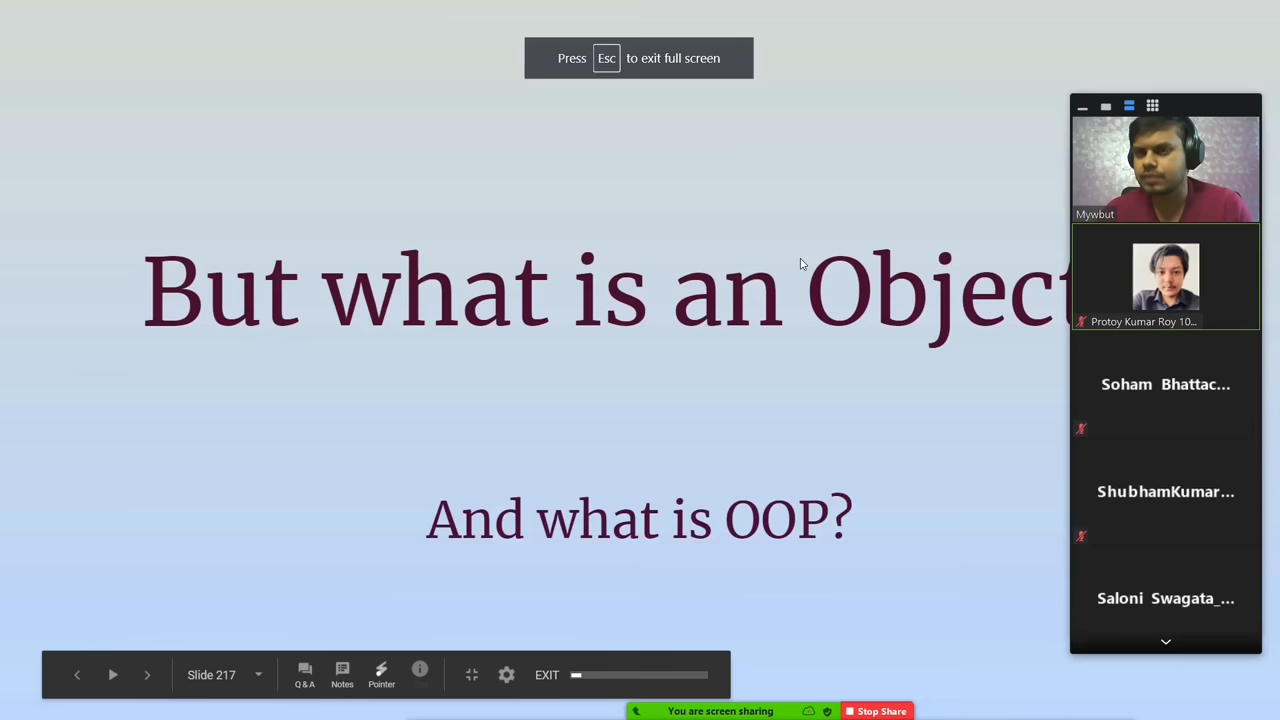 Press Esc to exit full screen
But what is an Object
And what is OOP?
Mywbut
Protoy Kumar Roy 10...
Soham Bhattac...
ShubhamKumar...
Saloni Swagata_...
Slide 217
Q & A
Notes
Pointer
EXIT
You are screen sharing
Stop Share